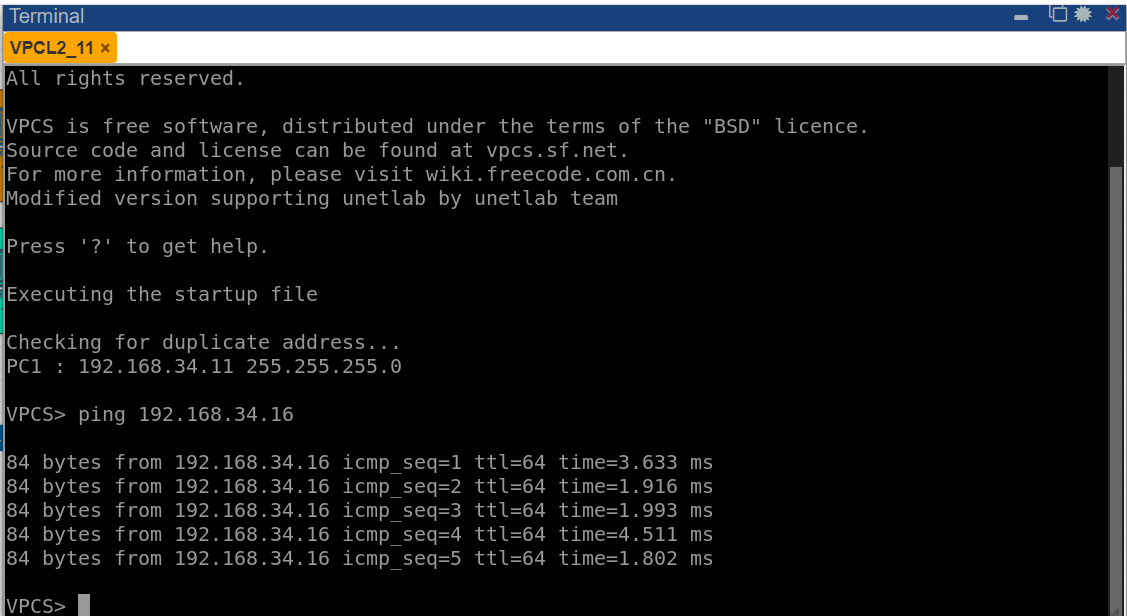 Terminal
VPCL2_11 ×
All rights reserved.
VPCS is free software, distributed under the terms of the "BSD" licence.
Source code and license can be found at vpcs.sf.net.
For more information, please visit wiki.freecode.com.cn.
Modified version supporting unetlab by unetlab team
Press '?' to get help.
Executing the startup file
Checking for duplicate address...
PC1 : 192.168.34.11 255.255.255.0
VPCS> ping 192.168.34.16
84 bytes from 192.168.34.16 icmp_seq=1 ttl=64 time=3.633 ms
84 bytes from 192.168.34.16 icmp_seq=2 ttl=64 time=1.916 ms
84 bytes from 192.168.34.16 icmp_seq=3 ttl=64 time=1.993 ms
84 bytes from 192.168.34.16 icmp_seq=4 ttl=64 time=4.511 ms
84 bytes from 192.168.34.16 icmp_seq=5 ttl=64 time=1.802 ms
VPCS>